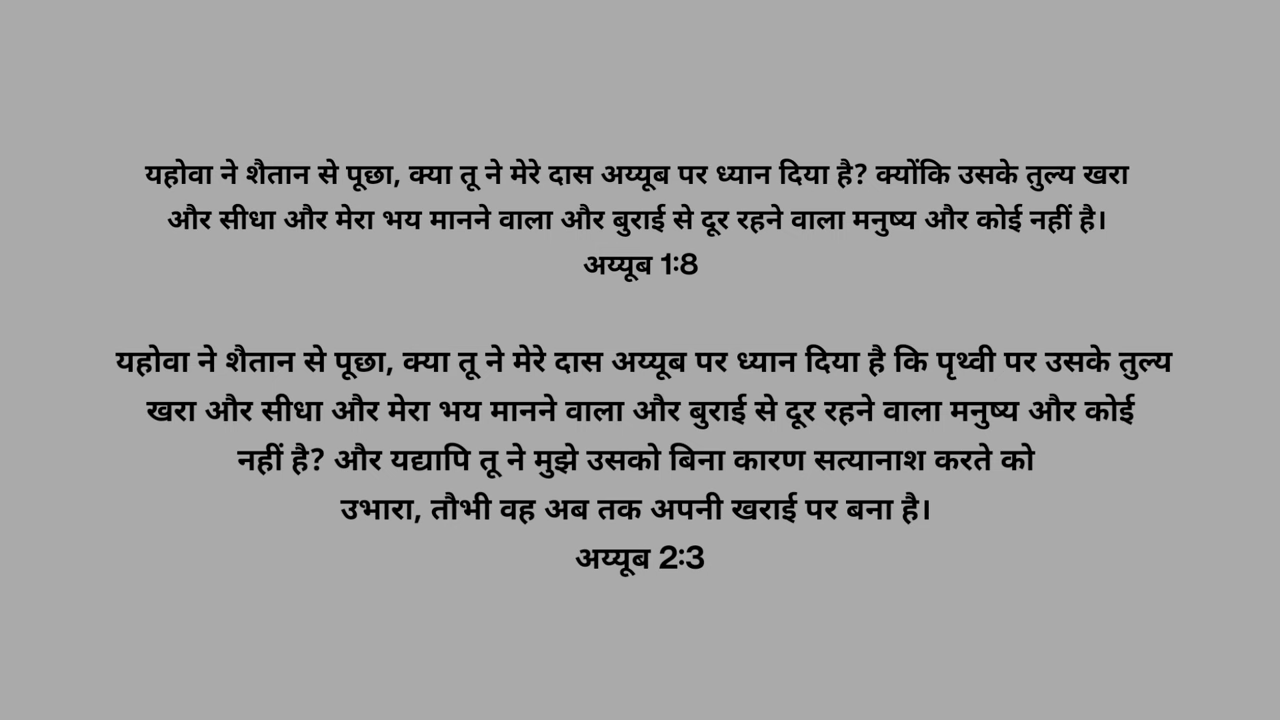 यहोवा ने शैतान से पूछा, क्या तू ने मेरे दास अय्यूब पर ध्यान दिया है? क्योंकि उसके तुल्य खरा
और सीधा और मेरा भय मानने वाला और बुराई से दूर रहने वाला मनुष्य और कोई नहीं है।
अय्यूब 1:8
यहोवा ने शैतान से पूछा, क्या तू ने मेरे दास अय्यूब पर ध्यान दिया है कि पृथ्वी पर उसके तुल्य
खरा और सीधा और मेरा भय मानने वाला और बुराई से दूर रहने वाला मनुष्य और कोई
नहीं है? और यद्यापि तू ने मुझे उसको बिना कारण सत्यानाश करते को
उभारा, तौभी वह अब तक अपनी खराई पर बना है।
अय्यूब 2:3